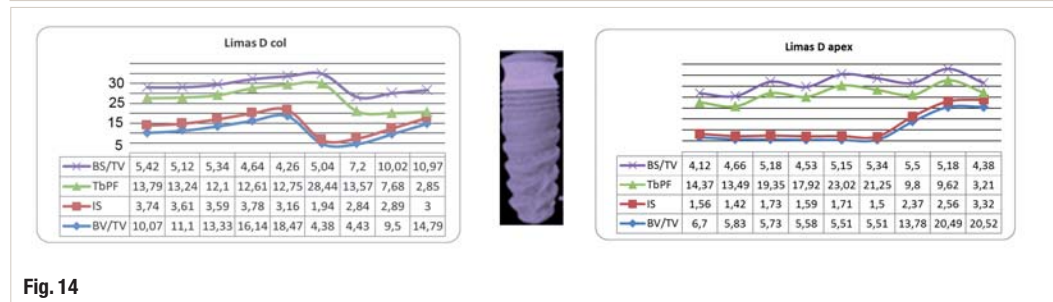 Limas D col
30
25
15
5
BS/TV 5,42 5,12 5,34 4,64 4,26 5,04 7,2 10,02 10,97
TbPF 13,79 13,24 12,1 12,61 12,75 28,44 13,57 7,68 2,85
IS 3,74 3,61 3,59 3,78 3,16 1,94 2,84 2,89 3
BV/TV 10,07 11,1 13,33 16,14 18,47 4,38 4,43 9,5 14,79
Limas D apex
BS/TV 4,12 4,66 5,18 4,53 5,15 5,34 5,5 5,18 4,38
TbPF 14,37 13,49 19,35 17,92 23,02 21,25 9,8 9,62 3,21
IS 1,56 1,42 1,73 1,59 1,71 1,5 2,37 2,56 3,32
BV/TV 6,7 5,83 5,73 5,58 5,51 5,51 13,78 20,49 20,52
Fig. 14